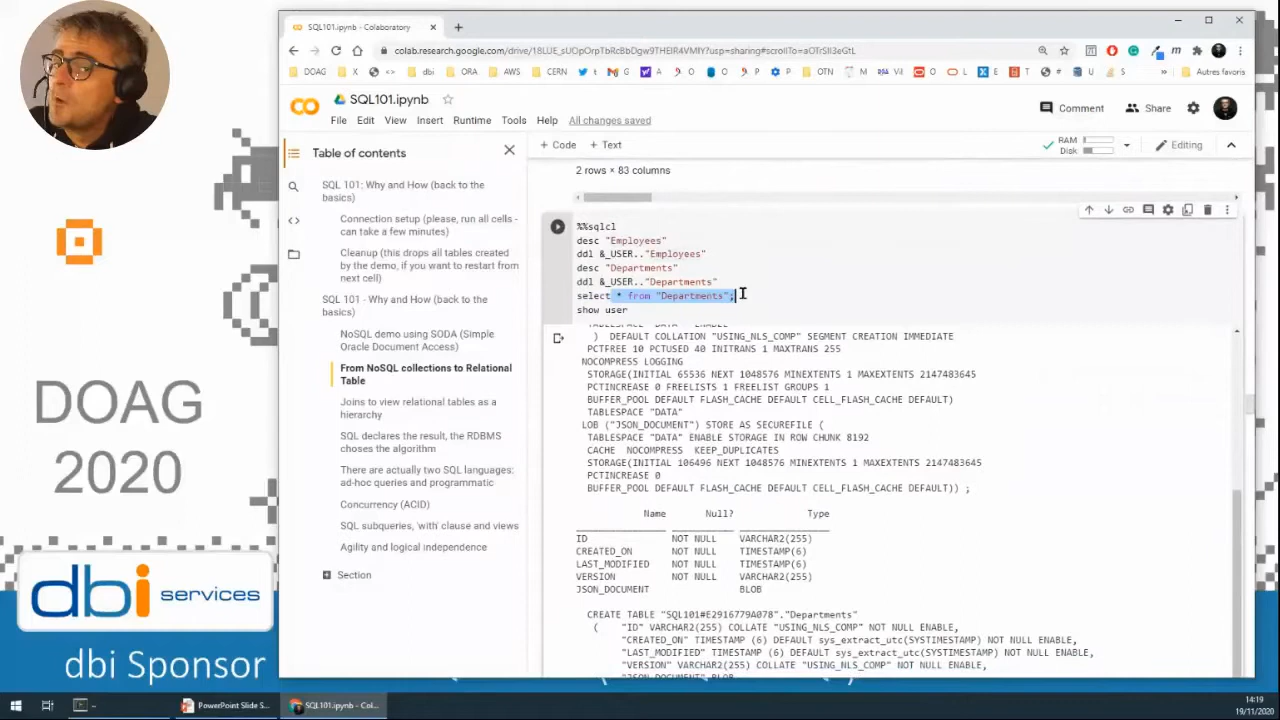 SQL101.ipynb - Colaboratory
colab.research.google.com/drive/18LUE_sUOpOrpTbRcBbDgw9THElR4VMIY?usp=sharing#scrollTo=aOTrSIl3eGtL
DOAG X dbi ORA AWS CERN t G A O O P OTN M Vil O L E T # U S » Autres favoris
SQL101.ipynb
File Edit View Insert Runtime Tools Help All changes saved
Comment Share
+ Code + Text
RAM
Disk
Editing
Table of contents
SQL 101: Why and How (back to the
basics)
Connection setup (please, run all cells -
can take a few minutes)
Cleanup (this drops all tables created
by the demo, if you want to restart from
next cell)
SQL 101 - Why and How (back to the
basics)
NoSQL demo using SODA (Simple
Oracle Document Access)
From NoSQL collections to Relational
Table
Joins to view relational tables as a
hierarchy
SQL declares the result, the RDBMS
choses the algorithm
There are actually two SQL languages:
ad-hoc queries and programmatic
Concurrency (ACID)
SQL subqueries, 'with' clause and views
Agility and logical independence
Section
2 rows × 83 columns
%%sqlcl
desc "Employees"
ddl &_USER.."Employees"
desc "Departments"
ddl &_USER.."Departments"
select * from "Departments";
show user
TABLESPACE "DATA" ENABLE
) DEFAULT COLLATION "USING_NLS_COMP" SEGMENT CREATION IMMEDIATE
PCTFREE 10 PCTUSED 40 INITRANS 1 MAXTRANS 255
NOCOMPRESS LOGGING
STORAGE(INITIAL 65536 NEXT 1048576 MINEXTENTS 1 MAXEXTENTS 2147483645
PCTINCREASE 0 FREELISTS 1 FREELIST GROUPS 1
BUFFER_POOL DEFAULT FLASH_CACHE DEFAULT CELL_FLASH_CACHE DEFAULT)
TABLESPACE "DATA"
LOB ("JSON_DOCUMENT") STORE AS SECUREFILE (
TABLESPACE "DATA" ENABLE STORAGE IN ROW CHUNK 8192
CACHE NOCOMPRESS KEEP_DUPLICATES
STORAGE(INITIAL 106496 NEXT 1048576 MINEXTENTS 1 MAXEXTENTS 2147483645
PCTINCREASE 0
BUFFER_POOL DEFAULT FLASH_CACHE DEFAULT CELL_FLASH_CACHE DEFAULT)) ;
Name Null? Type
ID NOT NULL VARCHAR2(255)
CREATED_ON NOT NULL TIMESTAMP(6)
LAST_MODIFIED NOT NULL TIMESTAMP(6)
VERSION NOT NULL VARCHAR2(255)
JSON_DOCUMENT BLOB
CREATE TABLE "SQL101#E2916779A078"."Departments"
( "ID" VARCHAR2(255) COLLATE "USING_NLS_COMP" NOT NULL ENABLE,
"CREATED_ON" TIMESTAMP (6) DEFAULT sys_extract_utc(SYSTIMESTAMP) NOT NULL ENABLE,
"LAST_MODIFIED" TIMESTAMP (6) DEFAULT sys_extract_utc(SYSTIMESTAMP) NOT NULL ENABLE,
"VERSION" VARCHAR2(255) COLLATE "USING_NLS_COMP" NOT NULL ENABLE,
"JSON_DOCUMENT" BLOB
DOAG
2020
dbi services
dbi Sponsor
PowerPoint Slide S...
SQL101.ipynb - Col...
14:19
19/11/2020